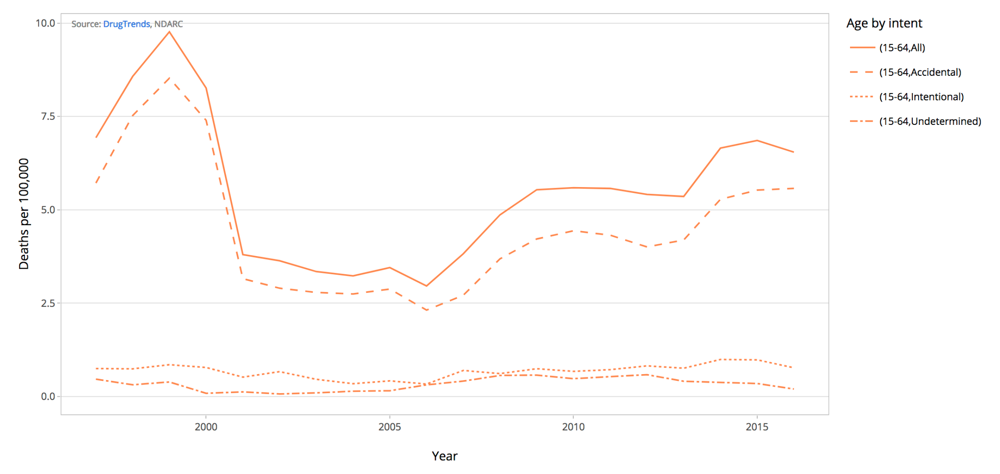 Source: DrugTrends, NDARC
10.0
7.5
5.0
2.5
0.0
Deaths per 100,000
2000 2005 2010 2015
Year
Age by intent
(15-64,All)
(15-64,Accidental)
(15-64,Intentional)
(15-64,Undetermined)